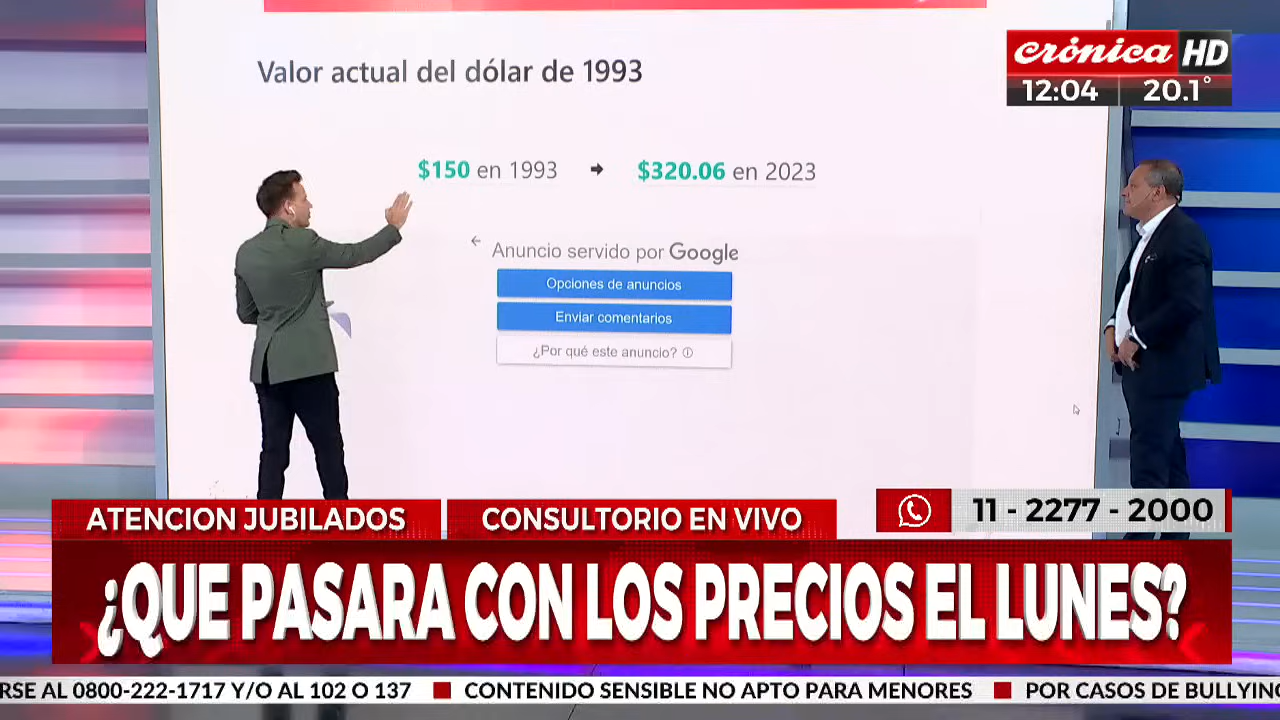 crónica HD
12:04 20.1°
Valor actual del dólar de 1993
$150 en 1993 → $320.06 en 2023
← Anuncio servido por Google
Opciones de anuncios
Enviar comentarios
¿Por qué este anuncio? ⓘ
ATENCION JUBILADOS CONSULTORIO EN VIVO 11 - 2277 - 2000
¿QUE PASARA CON LOS PRECIOS EL LUNES?
RSE AL 0800-222-1717 Y/O AL 102 O 137 ■ CONTENIDO SENSIBLE NO APTO PARA MENORES ■ POR CASOS DE BULLYING